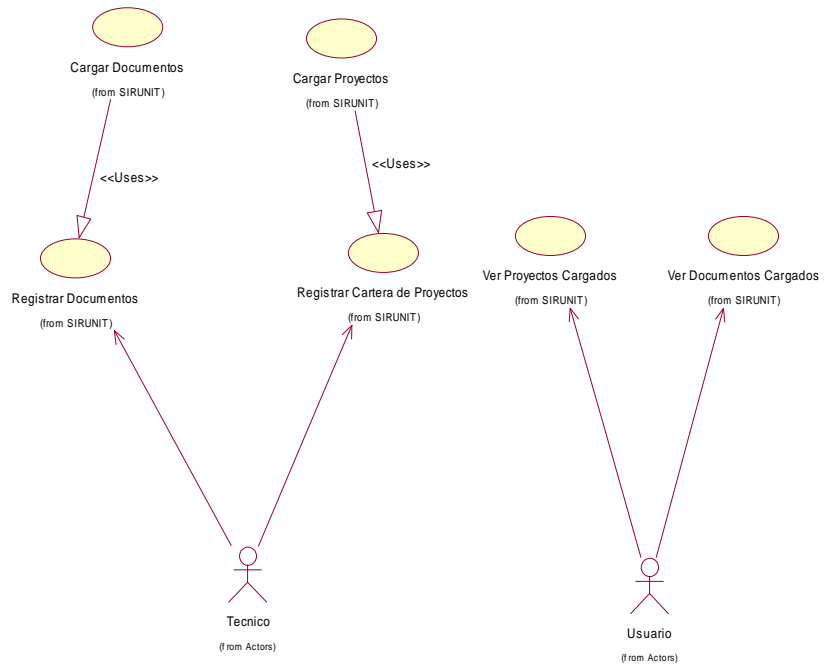 Cargar Documentos
(from SIRUNIT)
Cargar Proyectos
(from SIRUNIT)
<<Uses>>
<<Uses>>
Registrar Documentos
(from SIRUNIT)
Registrar Cartera de Proyectos
(from SIRUNIT)
Ver Proyectos Cargados
(from SIRUNIT)
Ver Documentos Cargados
(from SIRUNIT)
Tecnico
(from Actors)
Usuario
(from Actors)